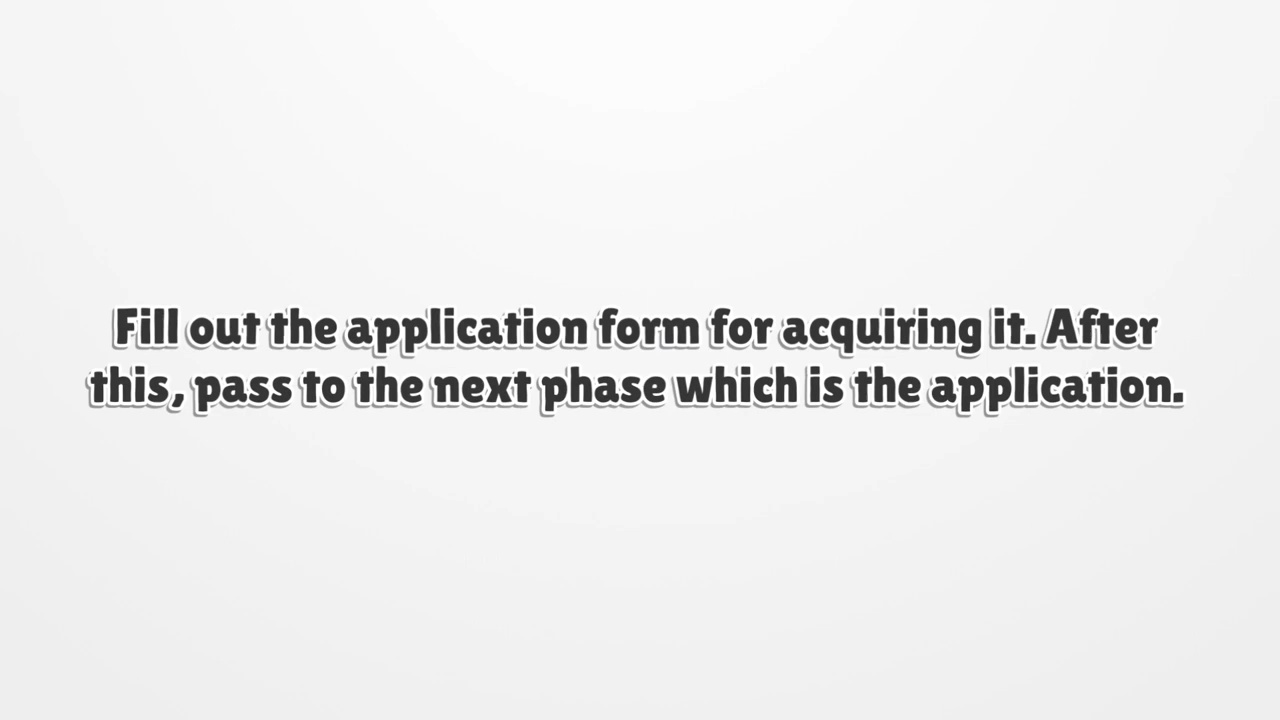 Fill out the application form for acquiring it. After
this, pass to the next phase which is the application.